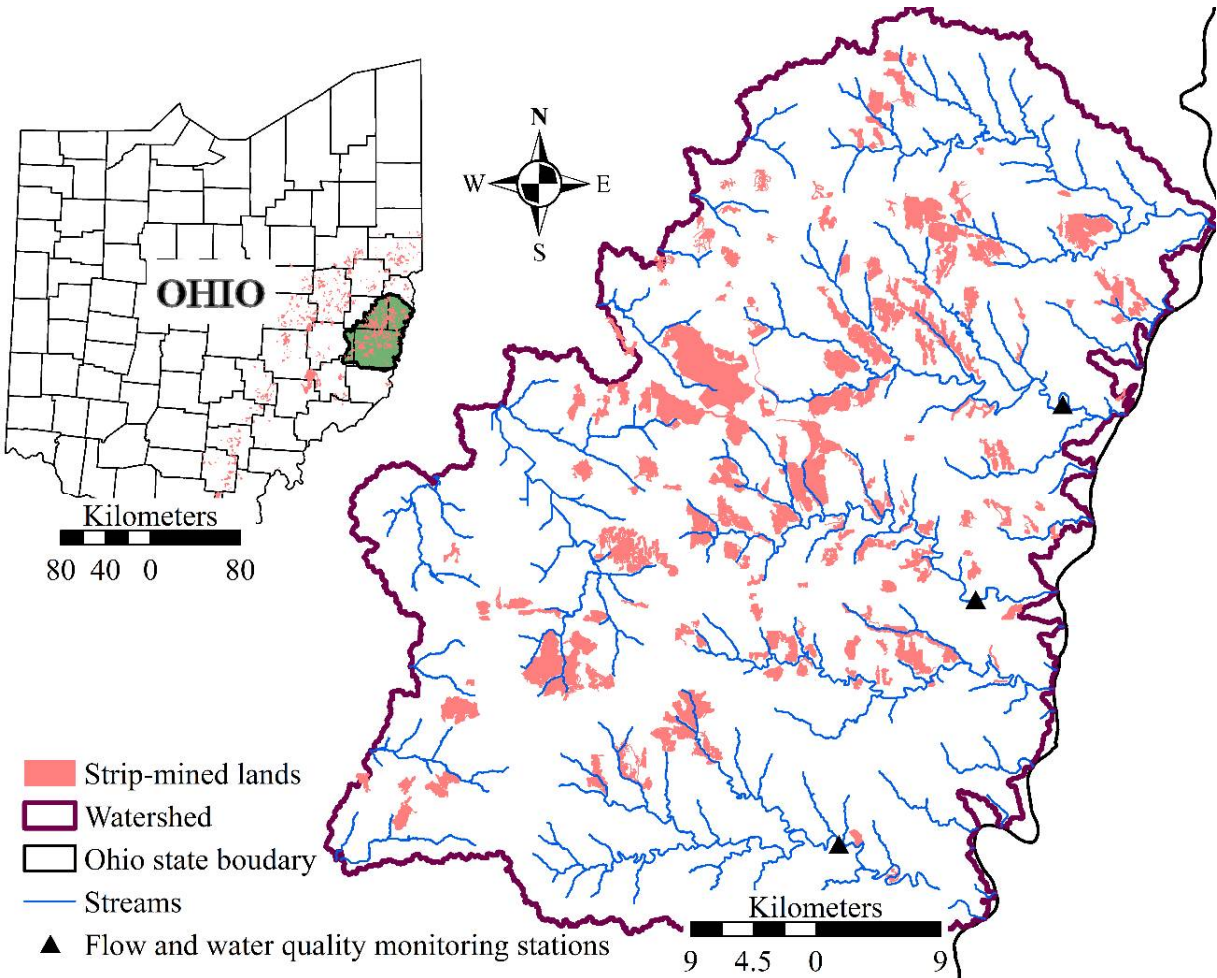 N
W
E
S
OHIO
Kilometers
80 40 0 80
Strip-mined lands
Watershed
Ohio state boudary
Streams
Flow and water quality monitoring stations
Kilometers
9 4.5 0 9